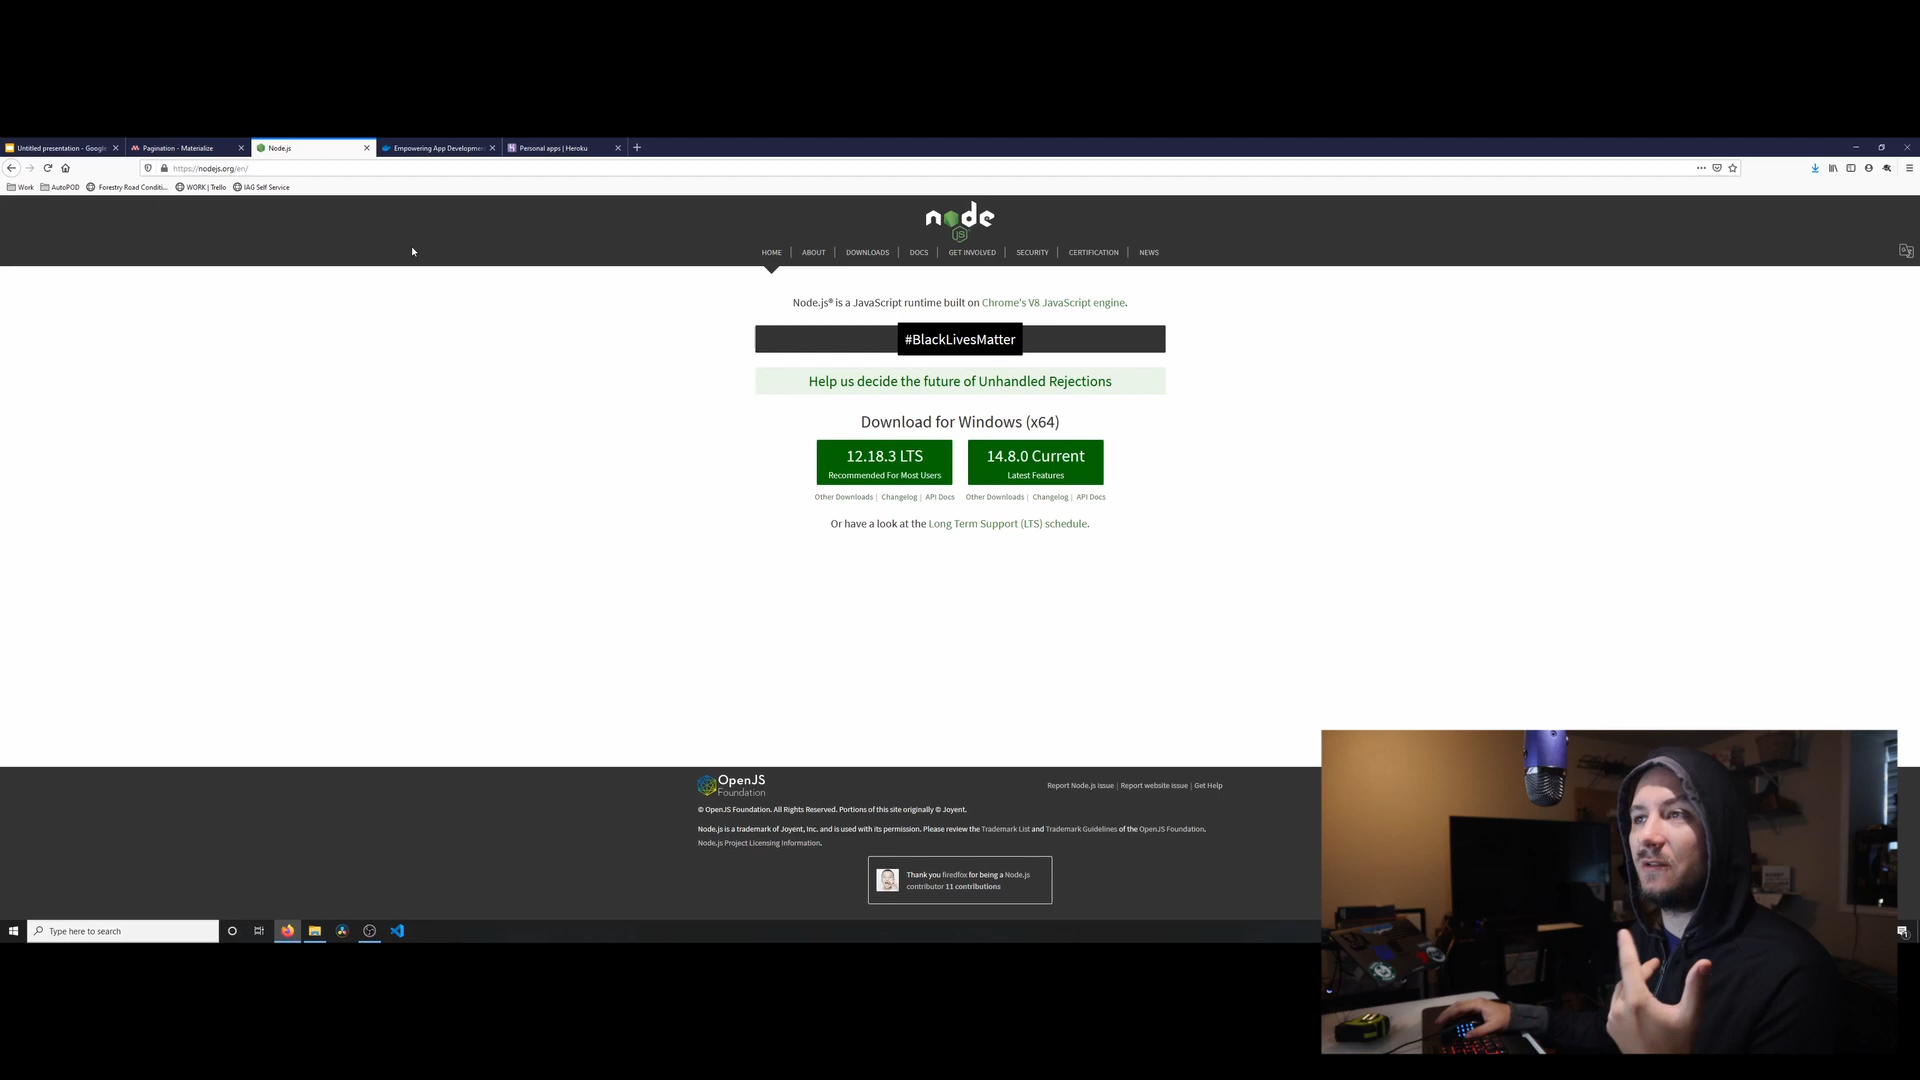 Untitled presentation - Google
Pagination - Materialize
Node.js
Empowering App Developmen
Personal apps | Heroku
https://nodejs.org/en/
Work
AutoPOD
Forestry Road Conditi...
WORK | Trello
IAG Self Service
node
JS
HOME
ABOUT
DOWNLOADS
DOCS
GET INVOLVED
SECURITY
CERTIFICATION
NEWS
Node.js® is a JavaScript runtime built on Chrome's V8 JavaScript engine.
#BlackLivesMatter
Help us decide the future of Unhandled Rejections
Download for Windows (x64)
12.18.3 LTS
Recommended For Most Users
14.8.0 Current
Latest Features
Other Downloads | Changelog | API Docs
Other Downloads | Changelog | API Docs
Or have a look at the Long Term Support (LTS) schedule.
OpenJS
Foundation
Report Node.js issue | Report website issue | Get Help
© OpenJS Foundation. All Rights Reserved. Portions of this site originally © Joyent.
Node.js is a trademark of Joyent, Inc. and is used with its permission. Please review the Trademark List and Trademark Guidelines of the OpenJS Foundation.
Node.js Project Licensing Information.
Thank you firedfox for being a Node.js
contributor 11 contributions
Type here to search